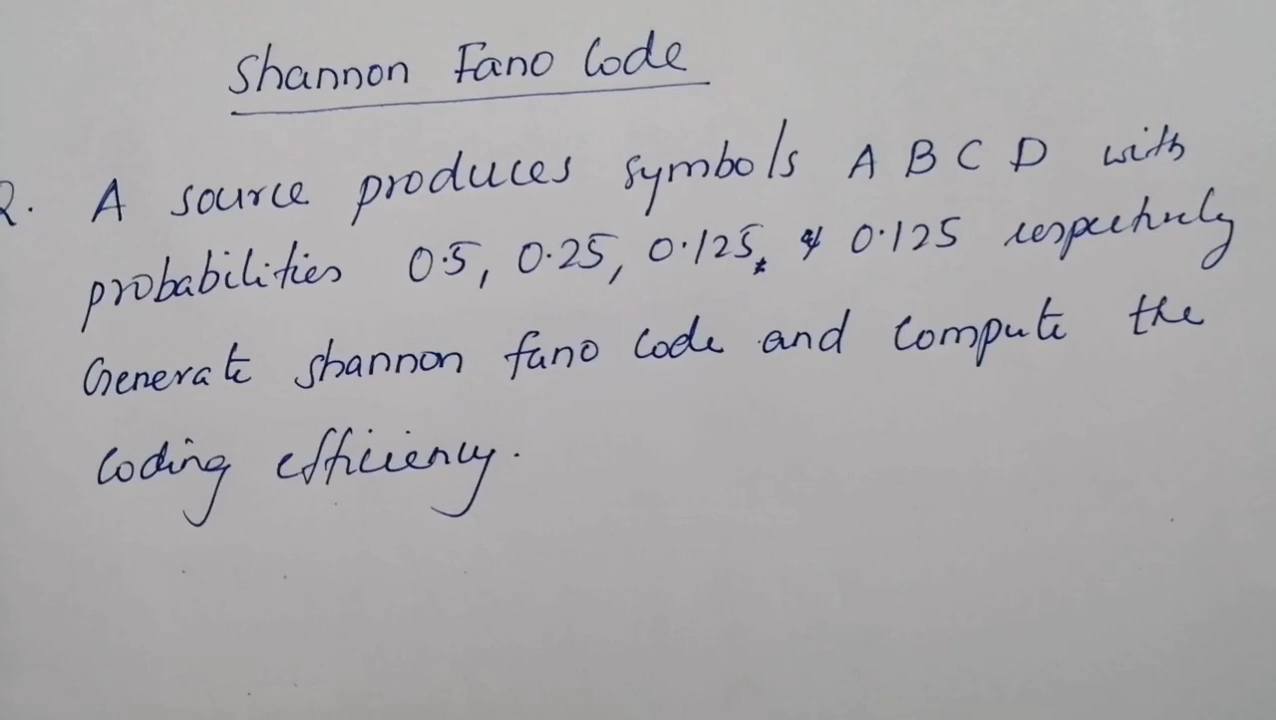 Shannon Fano Code
2. A source produces symbols A B C D with
probabilities 0.5, 0.25, 0.125, & 0.125 respectively
Generate shannon fano code and compute the
coding efficiency.